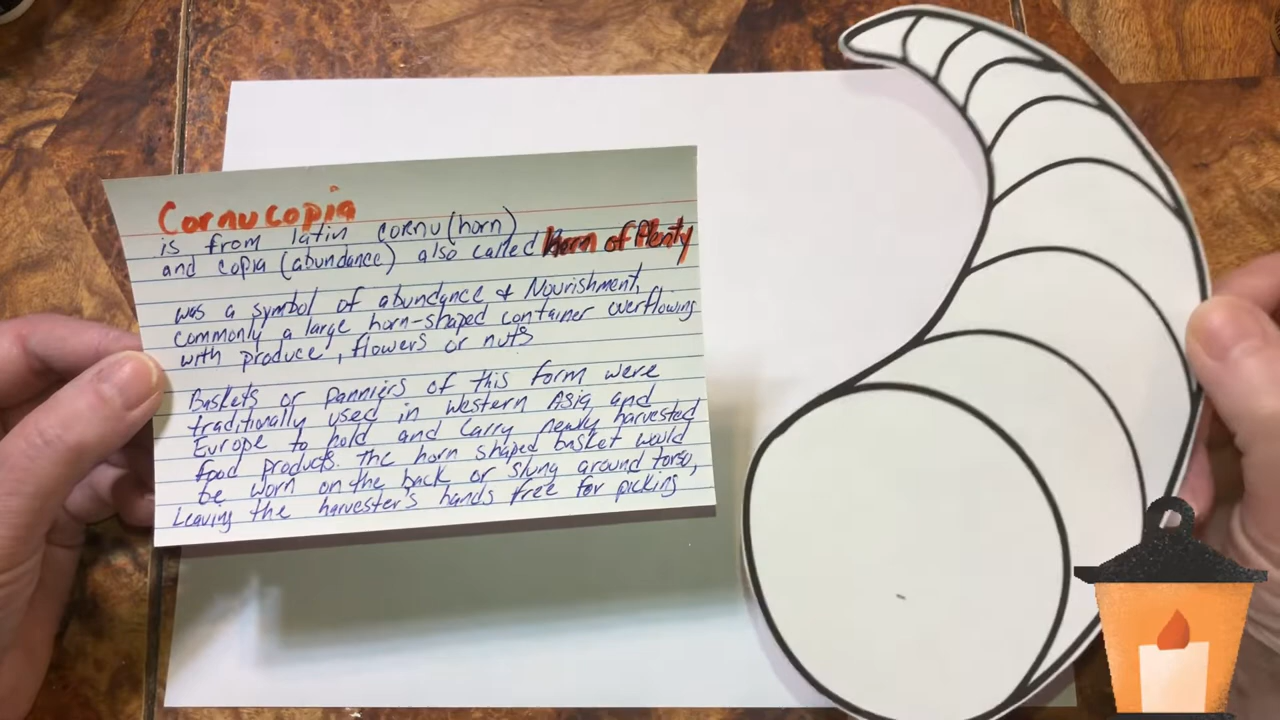 Cornucopia
is from latin cornu (horn)
and copia (abundance) also called Horn of Plenty
was a symbol of abundance & Nourishment,
commonly a large horn-shaped container overflowing
with produce, flowers or nuts
Baskets or panniers of this form were
traditionally used in Western Asia and
Europe to hold and carry newly harvested
food products. The horn shaped basket would
be worn on the back or slung around torso,
Leaving the harvester's hands free for picking